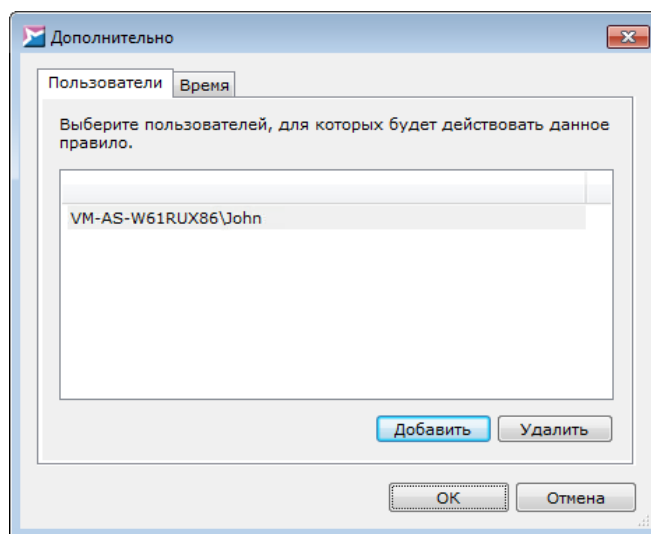 Дополнительно
Пользователи Время
Выберите пользователей, для которых будет действовать данное
правило.
VM-AS-W61RUX86\John
Добавить Удалить
OK Отмена